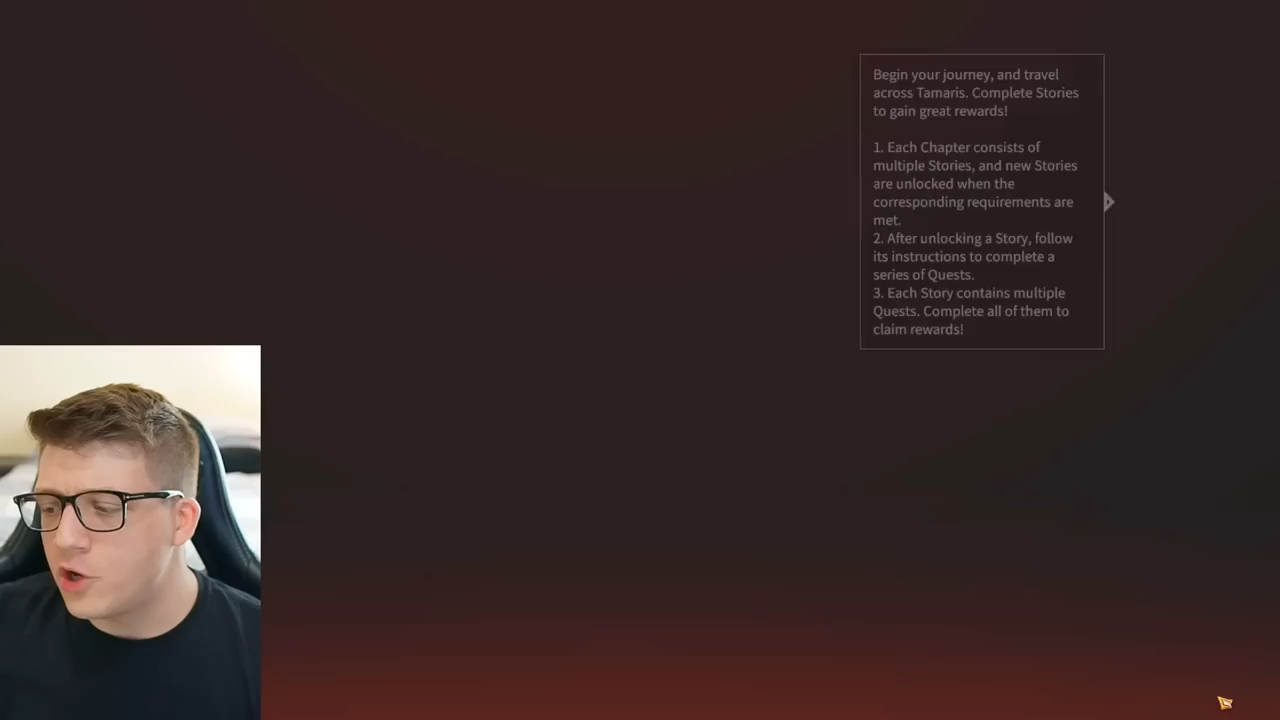 Begin your journey, and travel
across Tamaris. Complete Stories
to gain great rewards!
1. Each Chapter consists of
multiple Stories, and new Stories
are unlocked when the
corresponding requirements are
met.
2. After unlocking a Story, follow
its instructions to complete a
series of Quests.
3. Each Story contains multiple
Quests. Complete all of them to
claim rewards!